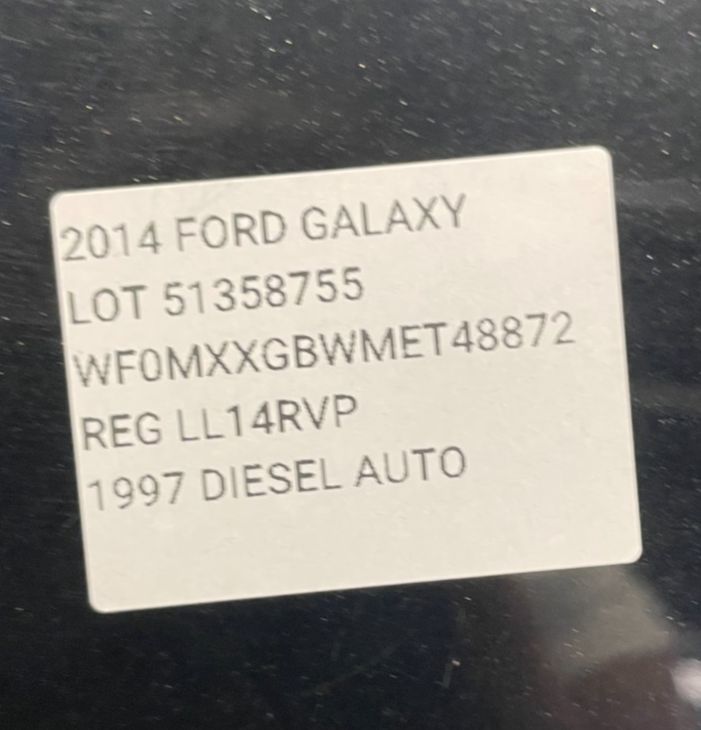 2014 FORD GALAXY
LOT 51358755
WF0MXXGBWMET48872
REG LL14RVP
1997 DIESEL AUTO